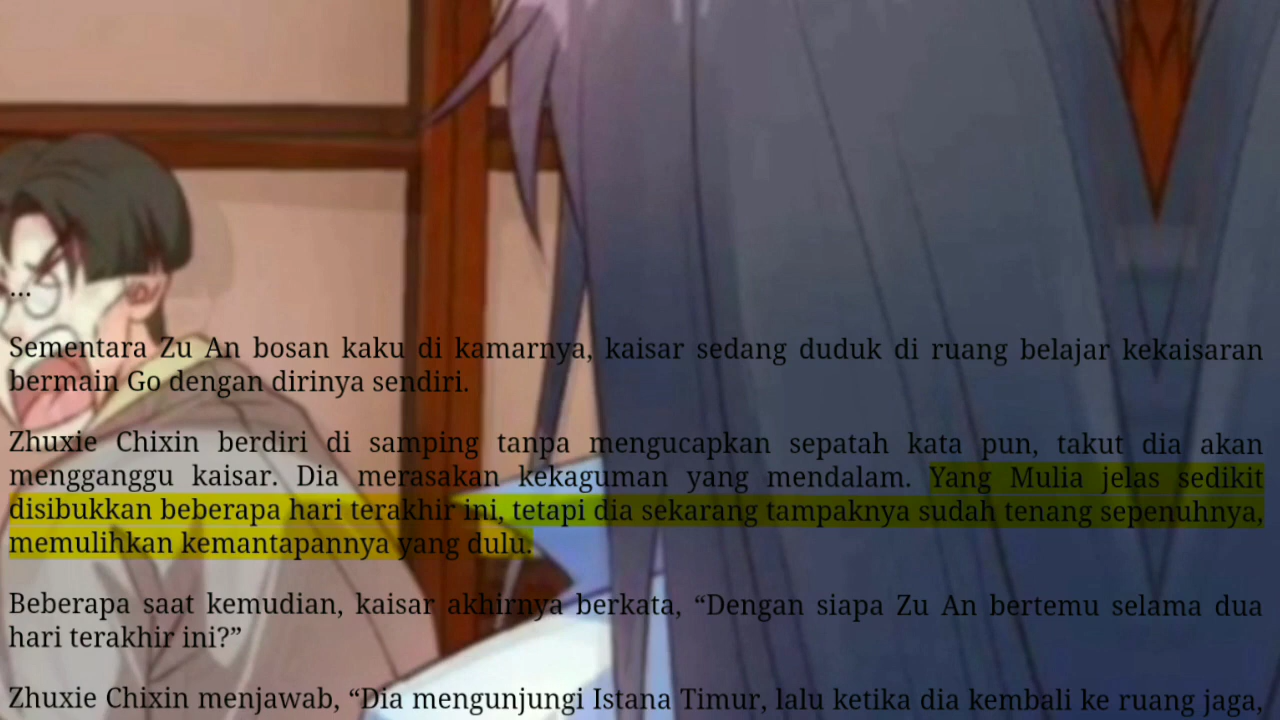 ...
Sementara Zu An bosan kaku di kamarnya, kaisar sedang duduk di ruang belajar kekaisaran
bermain Go dengan dirinya sendiri.
Zhuxie Chixin berdiri di samping tanpa mengucapkan sepatah kata pun, takut dia akan
mengganggu kaisar. Dia merasakan kekaguman yang mendalam. Yang Mulia jelas sedikit
disibukkan beberapa hari terakhir ini, tetapi dia sekarang tampaknya sudah tenang sepenuhnya,
memulihkan kemantapannya yang dulu.
Beberapa saat kemudian, kaisar akhirnya berkata, “Dengan siapa Zu An bertemu selama dua
hari terakhir ini?”
Zhuxie Chixin menjawab, “Dia mengunjungi Istana Timur, lalu ketika dia kembali ke ruang jaga,